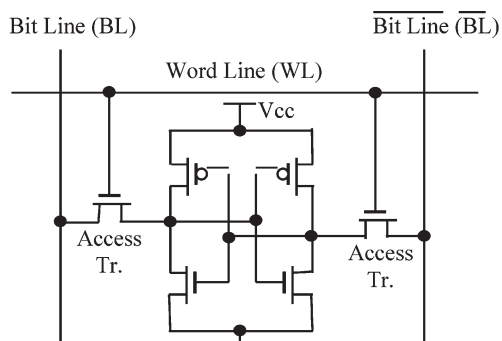 Bit Line (BL)
Bit Line (BL)
Word Line (WL)
Vcc
Access
Tr.
Access
Tr.